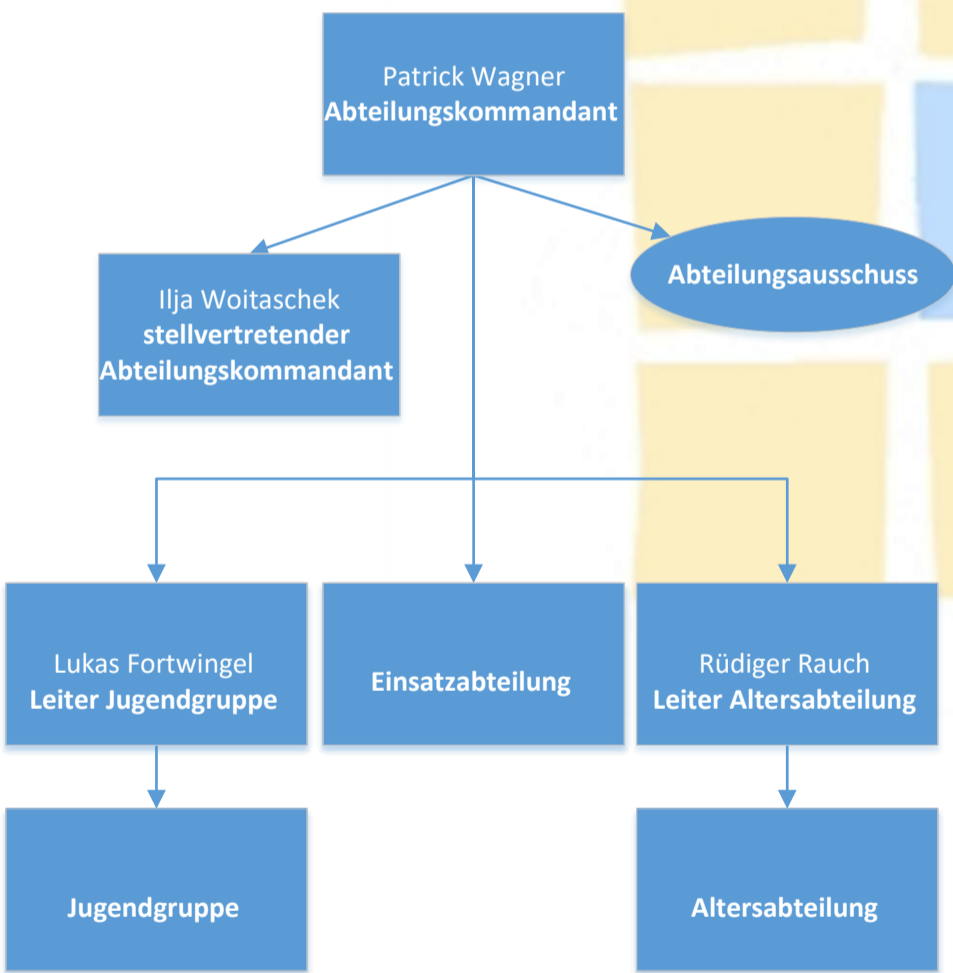 Patrick Wagner
Abteilungskommandant
Ilja Woitaschek
stellvertretender
Abteilungskommandant
Abteilungsausschuss
Lukas Fortwingel
Leiter Jugendgruppe
Einsatzabteilung
Rüdiger Rauch
Leiter Altersabteilung
Jugendgruppe
Altersabteilung